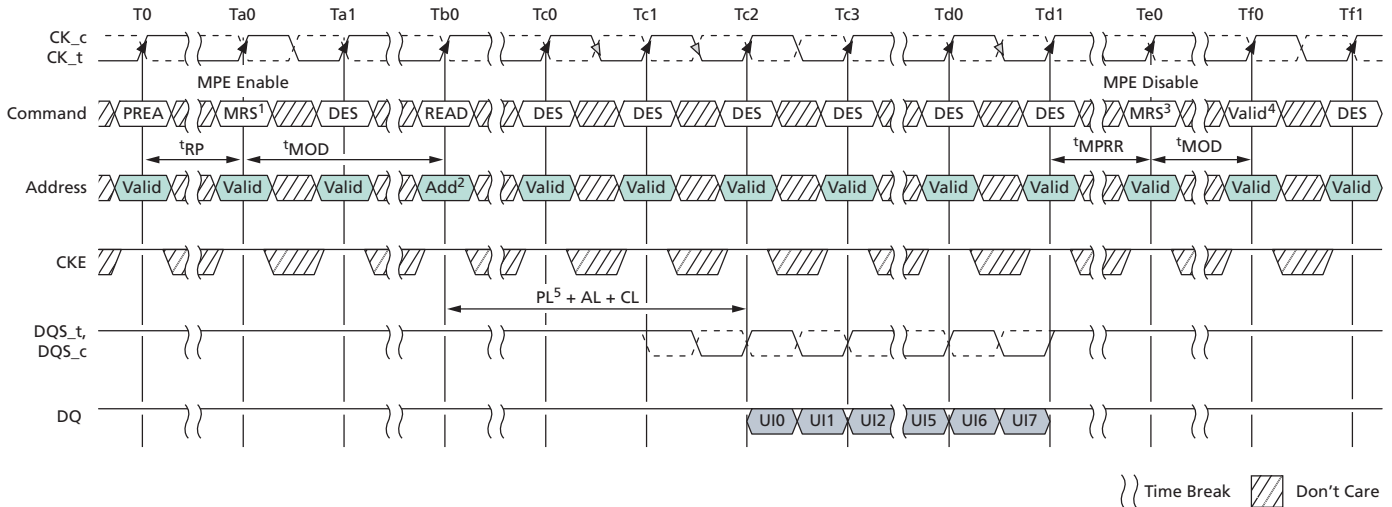 T0 Ta0 Ta1 Tb0 Tc0 Tc1 Tc2 Tc3 Td0 Td1 Te0 Tf0 Tf1
CK_c
CK_t
MPE Enable MPE Disable
Command PREA MRS1 DES READ DES DES DES DES DES DES MRS3 Valid4 DES
tRP tMOD tMPRR tMOD
Address Valid Valid Valid Add2 Valid Valid Valid Valid Valid Valid Valid Valid Valid
CKE
PL5 + AL + CL
DQS_t,
DQS_c
DQ UI0 UI1 UI2 UI5 UI6 UI7
Time Break Don't Care